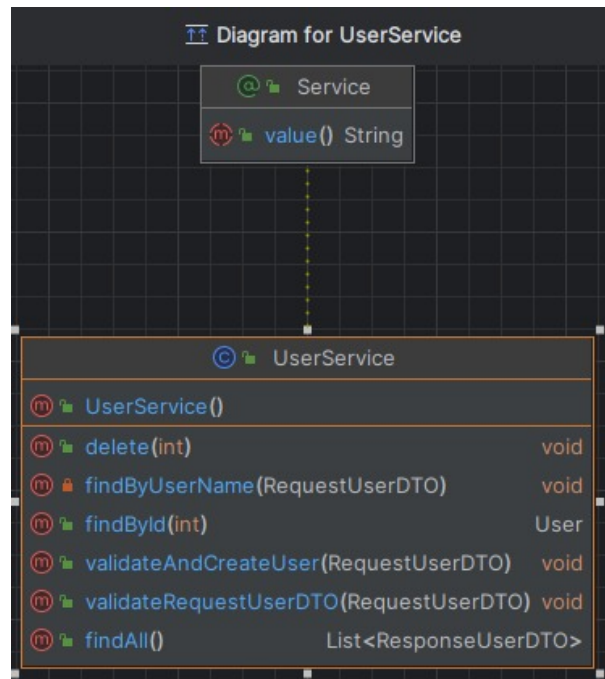 Diagram for UserService
@ Service
m value() String
C UserService
m UserService()
m delete(int) void
m findByUserName(RequestUserDTO) void
m findById(int) User
m validateAndCreateUser(RequestUserDTO) void
m validateRequestUserDTO(RequestUserDTO) void
m findAll() List<ResponseUserDTO>